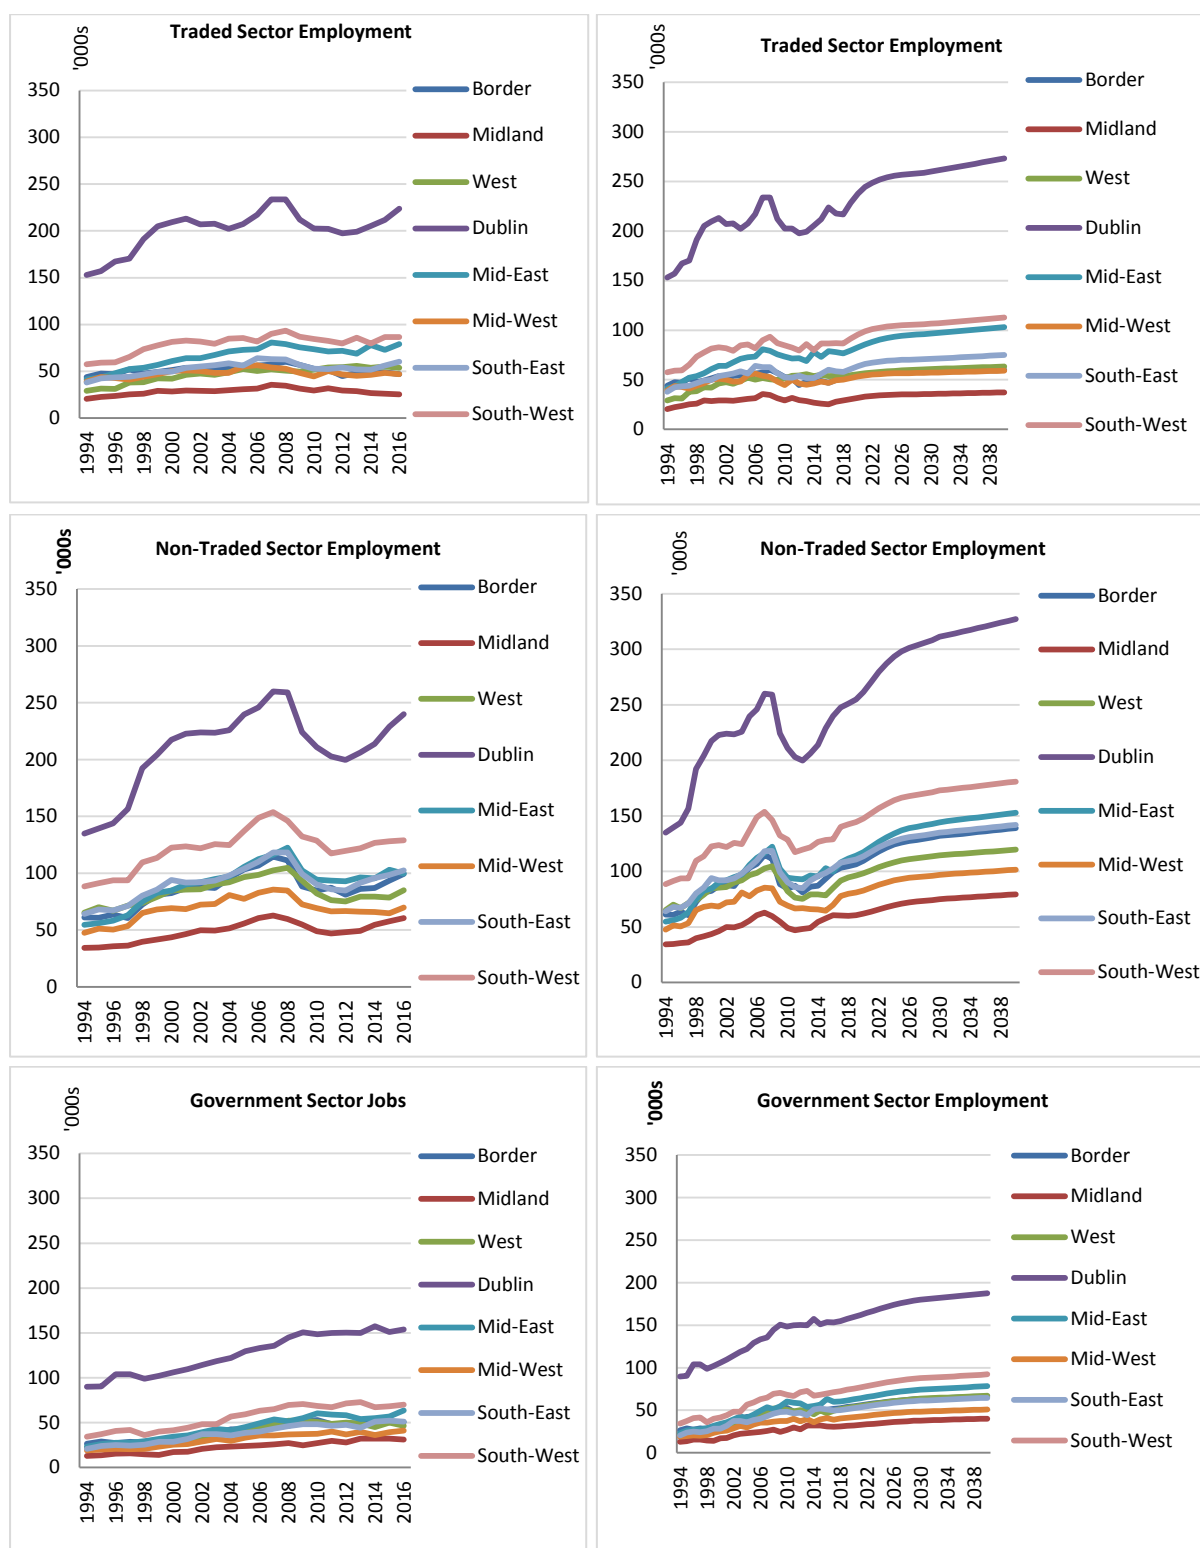 Traded Sector Employment
'000s
350
300
250
200
150
100
50
0
1994
1996
1998
2000
2002
2004
2006
2008
2010
2012
2014
2016
Border
Midland
West
Dublin
Mid-East
Mid-West
South-East
South-West
Traded Sector Employment
'000s
350
300
250
200
150
100
50
0
1994
1998
2002
2006
2010
2014
2018
2022
2026
2030
2034
2038
Border
Midland
West
Dublin
Mid-East
Mid-West
South-East
South-West
Non-Traded Sector Employment
'000s
350
300
250
200
150
100
50
0
1994
1996
1998
2000
2002
2004
2006
2008
2010
2012
2014
2016
Border
Midland
West
Dublin
Mid-East
Mid-West
South-East
South-West
Non-Traded Sector Employment
'000s
350
300
250
200
150
100
50
0
1994
1998
2002
2006
2010
2014
2018
2022
2026
2030
2034
2038
Border
Midland
West
Dublin
Mid-East
Mid-West
South-East
South-West
Government Sector Jobs
'000s
350
300
250
200
150
100
50
0
1994
1996
1998
2000
2002
2004
2006
2008
2010
2012
2014
2016
Border
Midland
West
Dublin
Mid-East
Mid-West
South-East
South-West
Government Sector Employment
'000s
350
300
250
200
150
100
50
0
1994
1998
2002
2006
2010
2014
2018
2022
2026
2030
2034
2038
Border
Midland
West
Dublin
Mid-East
Mid-West
South-East
South-West